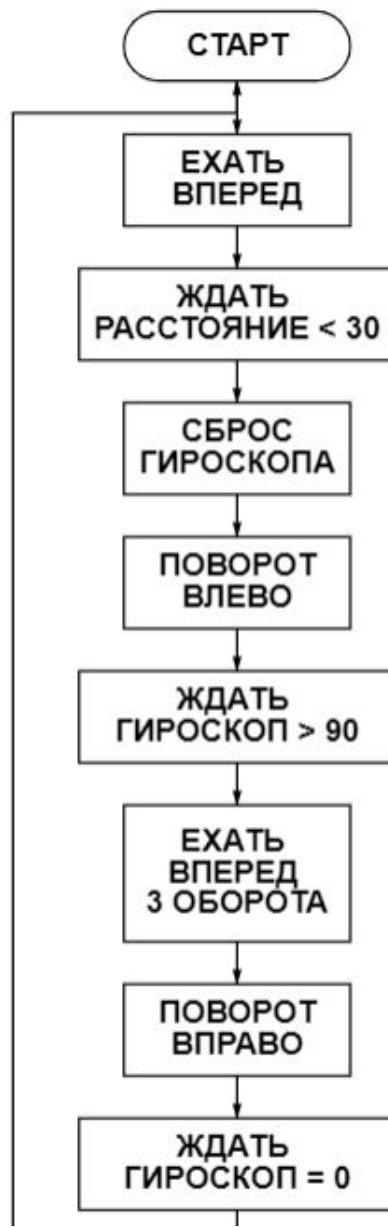 СТАРТ
ЕХАТЬ
ВПЕРЕД
ЖДАТЬ
РАССТОЯНИЕ < 30
СБРОС
ГИРОСКОПА
ПОВОРОТ
ВЛЕВО
ЖДАТЬ
ГИРОСКОП > 90
ЕХАТЬ
ВПЕРЕД
3 ОБОРОТА
ПОВОРОТ
ВПРАВО
ЖДАТЬ
ГИРОСКОП = 0